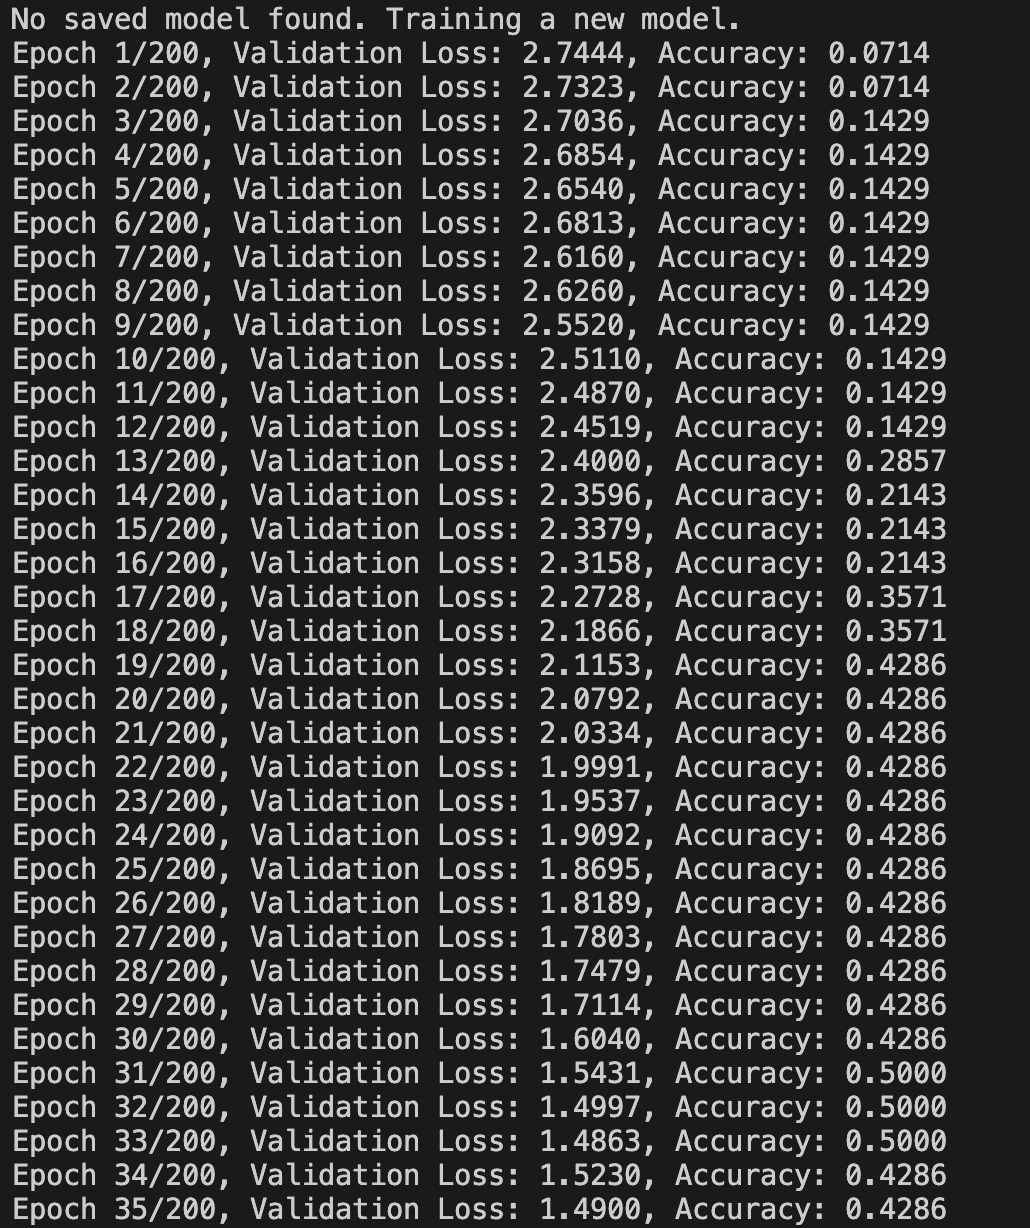 No saved model found. Training a new model.
Epoch 1/200, Validation Loss: 2.7444, Accuracy: 0.0714
Epoch 2/200, Validation Loss: 2.7323, Accuracy: 0.0714
Epoch 3/200, Validation Loss: 2.7036, Accuracy: 0.1429
Epoch 4/200, Validation Loss: 2.6854, Accuracy: 0.1429
Epoch 5/200, Validation Loss: 2.6540, Accuracy: 0.1429
Epoch 6/200, Validation Loss: 2.6813, Accuracy: 0.1429
Epoch 7/200, Validation Loss: 2.6160, Accuracy: 0.1429
Epoch 8/200, Validation Loss: 2.6260, Accuracy: 0.1429
Epoch 9/200, Validation Loss: 2.5520, Accuracy: 0.1429
Epoch 10/200, Validation Loss: 2.5110, Accuracy: 0.1429
Epoch 11/200, Validation Loss: 2.4870, Accuracy: 0.1429
Epoch 12/200, Validation Loss: 2.4519, Accuracy: 0.1429
Epoch 13/200, Validation Loss: 2.4000, Accuracy: 0.2857
Epoch 14/200, Validation Loss: 2.3596, Accuracy: 0.2143
Epoch 15/200, Validation Loss: 2.3379, Accuracy: 0.2143
Epoch 16/200, Validation Loss: 2.3158, Accuracy: 0.2143
Epoch 17/200, Validation Loss: 2.2728, Accuracy: 0.3571
Epoch 18/200, Validation Loss: 2.1866, Accuracy: 0.3571
Epoch 19/200, Validation Loss: 2.1153, Accuracy: 0.4286
Epoch 20/200, Validation Loss: 2.0792, Accuracy: 0.4286
Epoch 21/200, Validation Loss: 2.0334, Accuracy: 0.4286
Epoch 22/200, Validation Loss: 1.9991, Accuracy: 0.4286
Epoch 23/200, Validation Loss: 1.9537, Accuracy: 0.4286
Epoch 24/200, Validation Loss: 1.9092, Accuracy: 0.4286
Epoch 25/200, Validation Loss: 1.8695, Accuracy: 0.4286
Epoch 26/200, Validation Loss: 1.8189, Accuracy: 0.4286
Epoch 27/200, Validation Loss: 1.7803, Accuracy: 0.4286
Epoch 28/200, Validation Loss: 1.7479, Accuracy: 0.4286
Epoch 29/200, Validation Loss: 1.7114, Accuracy: 0.4286
Epoch 30/200, Validation Loss: 1.6040, Accuracy: 0.4286
Epoch 31/200, Validation Loss: 1.5431, Accuracy: 0.5000
Epoch 32/200, Validation Loss: 1.4997, Accuracy: 0.5000
Epoch 33/200, Validation Loss: 1.4863, Accuracy: 0.5000
Epoch 34/200, Validation Loss: 1.5230, Accuracy: 0.4286
Epoch 35/200, Validation Loss: 1.4900, Accuracy: 0.4286